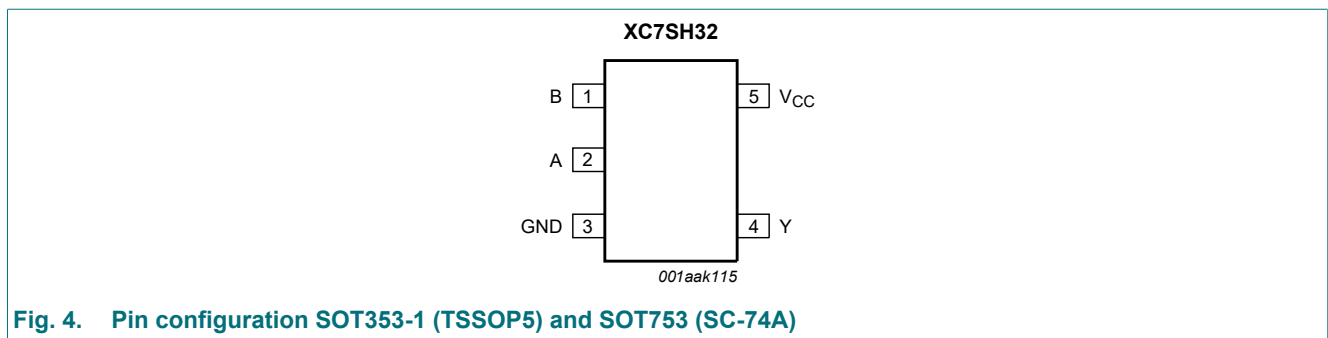 XC7SH32
B 1 5 VCC
A 2
GND 3 4 Y
001aak115
Fig. 4. Pin configuration SOT353-1 (TSSOP5) and SOT753 (SC-74A)